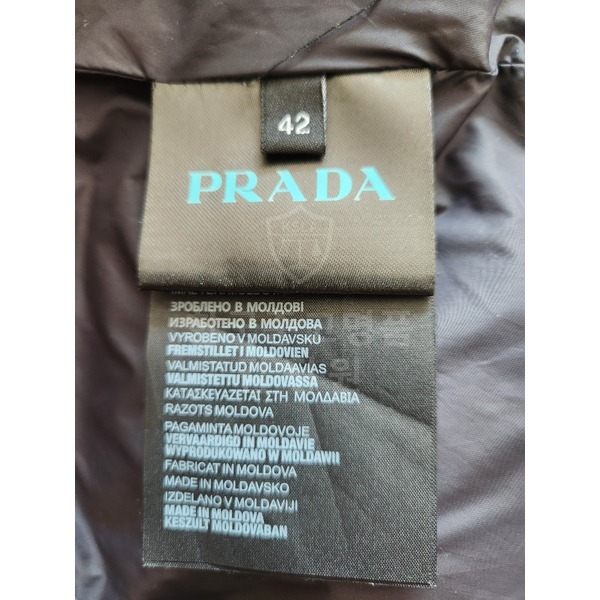 42
PRADA
ЗРОБЛЕНО В МОЛДОВІ
ИЗРАБОТЕНО В МОЛДОВА
VYROBENO V MOLDAVSKU
FREMSTILLET I MOLDOVIEN
VALMISTATUD MOLDAAVIAS
VALMISTETTU MOLDOVASSA
ΚΑΤΑΣΚΕΥΑΖΕΤΑΙ ΣΤΗ ΜΟΛΔΑΒΙΑ
RAZOTS MOLDOVA
PAGAMINTA MOLDOVOJE
VERVAARDIGD IN MOLDAVIE
WYPRODUKOWANO W MOLDAWII
FABRICAT IN MOLDOVA
MADE IN MOLDAVSKO
IZDELANO V MOLDAVIJI
MADE IN MOLDOVA
KESZULT MOLDOVABAN
42